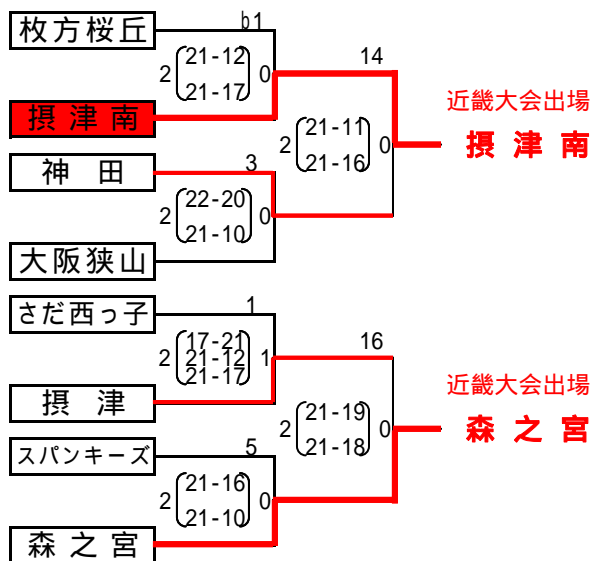 枚方桜丘
b1
21-12
2 0
21-17
摂津南
14
近畿大会出場
摂津南
21-11
2 0
21-16
神田
3
22-20
2 0
21-10
大阪狭山
さだ西っ子
1
17-21
2 21-12 1
21-17
摂津
16
近畿大会出場
森之宮
21-19
2 0
21-18
スパンキーズ
5
21-16
2 0
21-10
森之宮